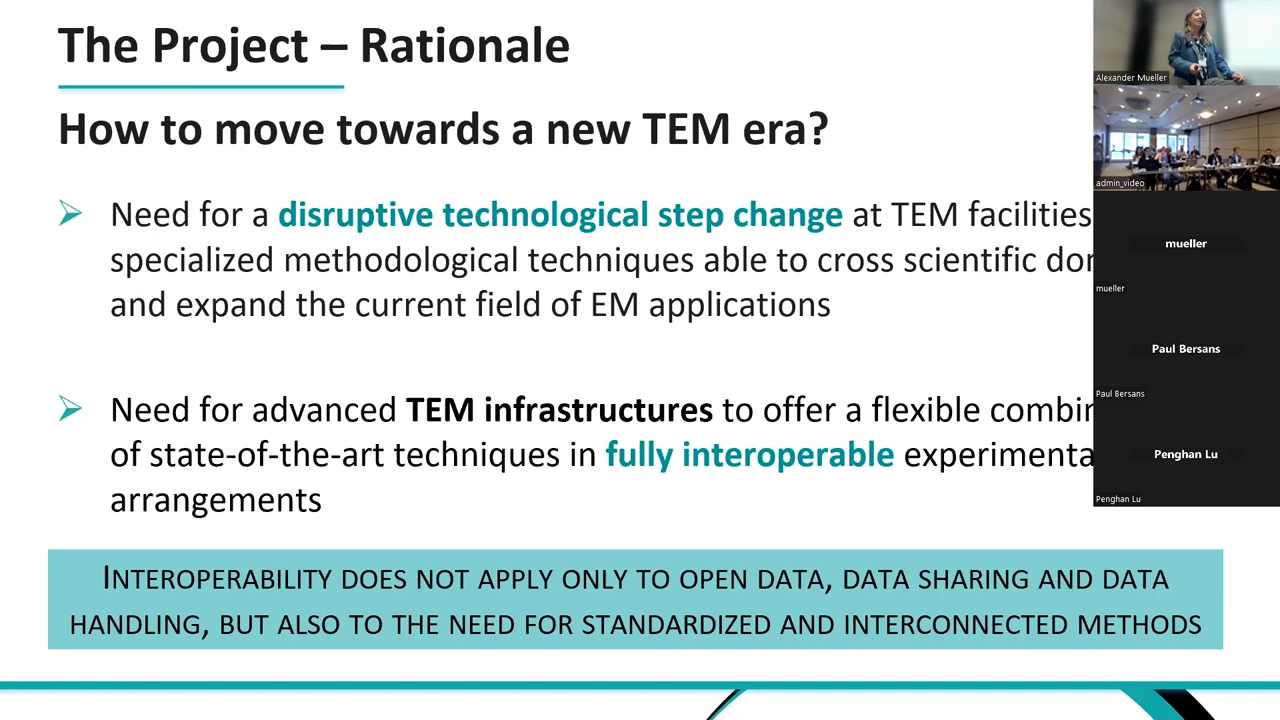 The Project – Rationale
How to move towards a new TEM era?
Need for a disruptive technological step change at TEM facilities
specialized methodological techniques able to cross scientific
and expand the current field of EM applications
Need for advanced TEM infrastructures to offer a flexible
of state-of-the-art techniques in fully interoperable
arrangements
INTEROPERABILITY DOES NOT APPLY ONLY TO OPEN DATA, DATA SHARING AND DATA
HANDLING, BUT ALSO TO THE NEED FOR STANDARDIZED AND INTERCONNECTED METHODS
Alexander Mueller
admin_video
mueller
mueller
Paul Bersans
Paul Bersans
Penghan Lu
Penghan Lu